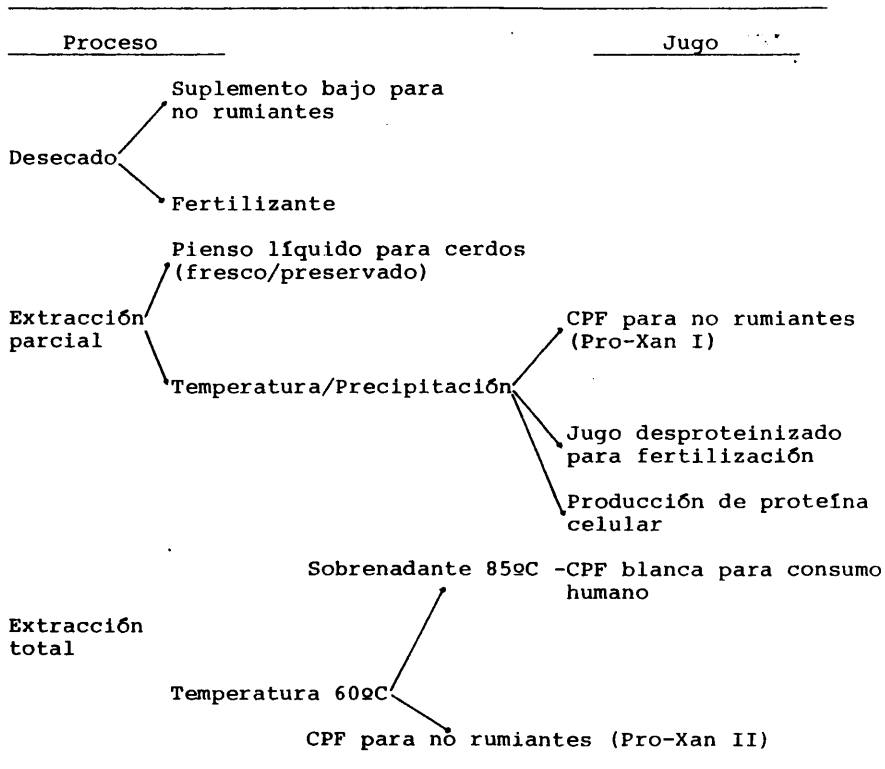 Proceso Jugo
Suplemento bajo para
no rumiantes
Desecado
Fertilizante
Pienso líquido para cerdos
(fresco/preservado)
Extracción
parcial
CPF para no rumiantes
(Pro-Xan I)
Temperatura/Precipitación
Jugo desproteinizado
para fertilización
Producción de proteína
celular
Sobrenadante 85ºC -CPF blanca para consumo
humano
Extracción
total
Temperatura 60ºC
CPF para no rumiantes (Pro-Xan II)